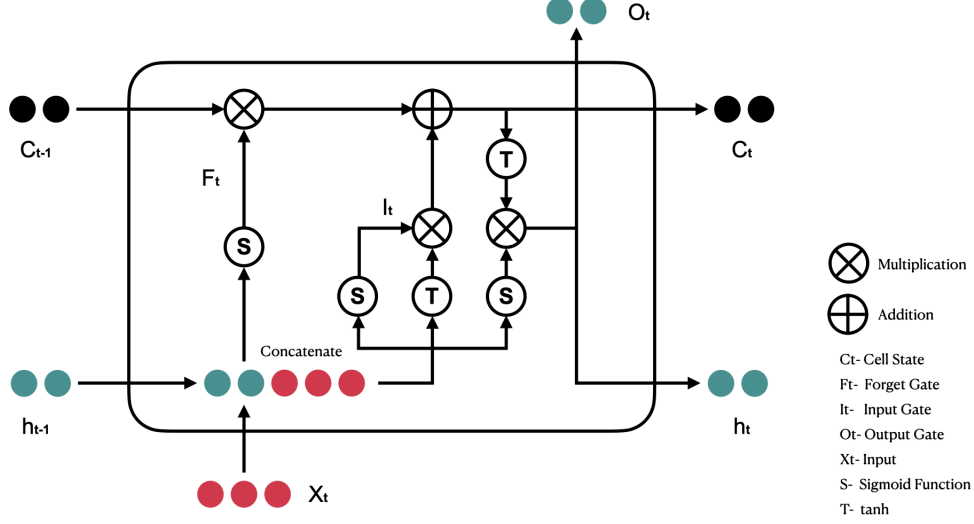 Ot
Ct-1
Ct
Ft
T
It
S
S
T
S
Multiplication
Addition
Concatenate
ht-1
ht
Xt
Ct- Cell State
Ft- Forget Gate
It- Input Gate
Ot- Output Gate
Xt- Input
S- Sigmoid Function
T- tanh